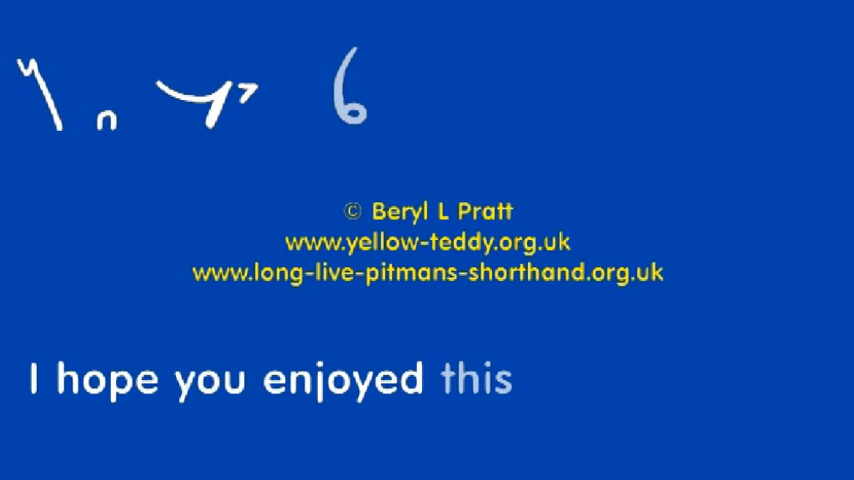 © Beryl L Pratt
www.yellow-teddy.org.uk
www.long-live-pitmans-shorthand.org.uk
I hope you enjoyed this